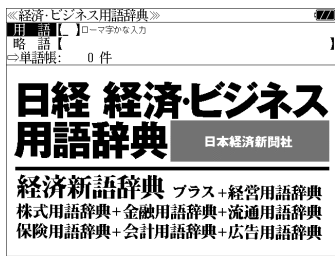 ≪経済・ビジネス用語辞典≫
用　語【_　】ローマ字かな入力
略　語【　】
⇨単語帳:　0 件
日経 経済・ビジネス
用語辞典 日本経済新聞社
経済新語辞典 プラス+経営用語辞典
株式用語辞典+金融用語辞典+流通用語辞典
保険用語辞典+会計用語辞典+広告用語辞典